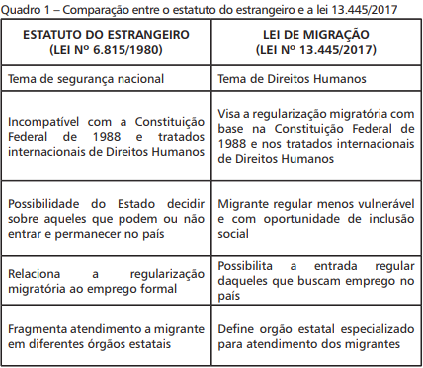 Quadro 1 – Comparação entre o estatuto do estrangeiro e a lei 13.445/2017
ESTATUTO DO ESTRANGEIRO
(LEI Nº 6.815/1980)
LEI DE MIGRAÇÃO
(LEI Nº 13.445/2017)
Tema de segurança nacional
Tema de Direitos Humanos
Incompatível com a Constituição
Federal de 1988 e tratados
internacionais de Direitos Humanos
Visa a regularização migratória com
base na Constituição Federal de
1988 e nos tratados internacionais
de Direitos Humanos
Possibilidade do Estado decidir
sobre aqueles que podem ou não
entrar e permanecer no país
Migrante regular menos vulnerável
e com oportunidade de inclusão
social
Relaciona a regularização
migratória ao emprego formal
Possibilita a entrada regular
daqueles que buscam emprego no
país
Fragmenta atendimento a migrante
em diferentes órgãos estatais
Define orgão estatal especializado
para atendimento dos migrantes